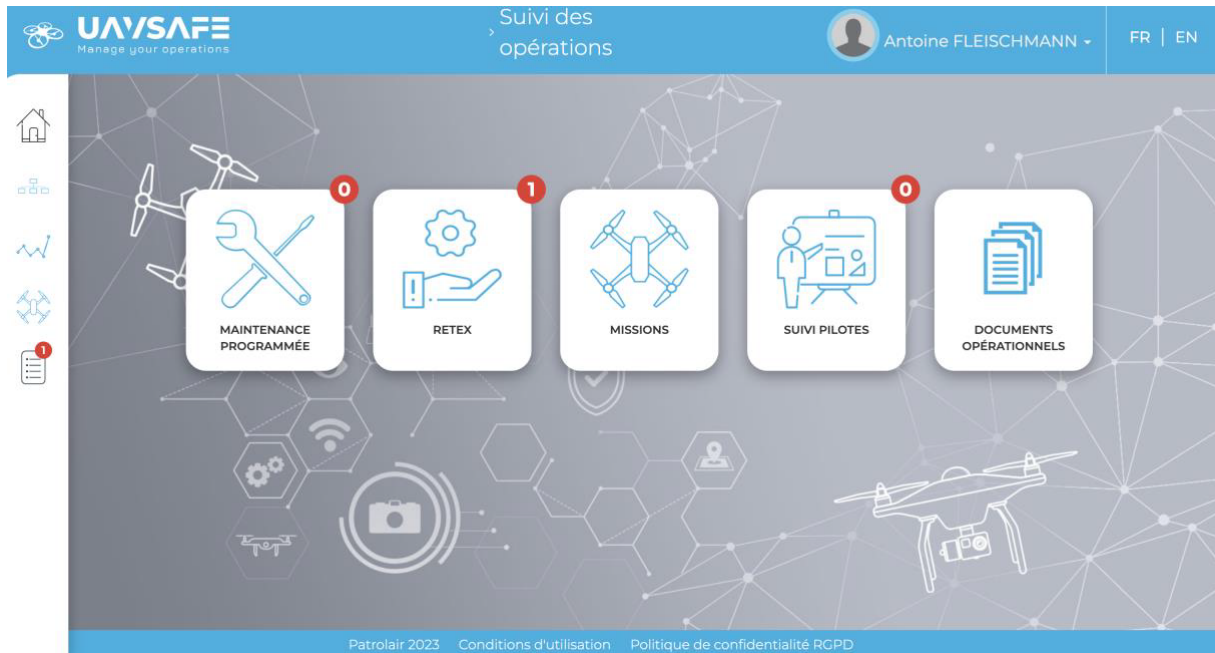 UAVSAFE
Manage your operations
> Suivi des
opérations
Antoine FLEISCHMANN
FR | EN
0
1
0
MAINTENANCE
PROGRAMMÉE
RETEX
MISSIONS
SUIVI PILOTES
DOCUMENTS
OPÉRATIONNELS
1
Patrolair 2023 Conditions d'utilisation Politique de confidentialité RGPD